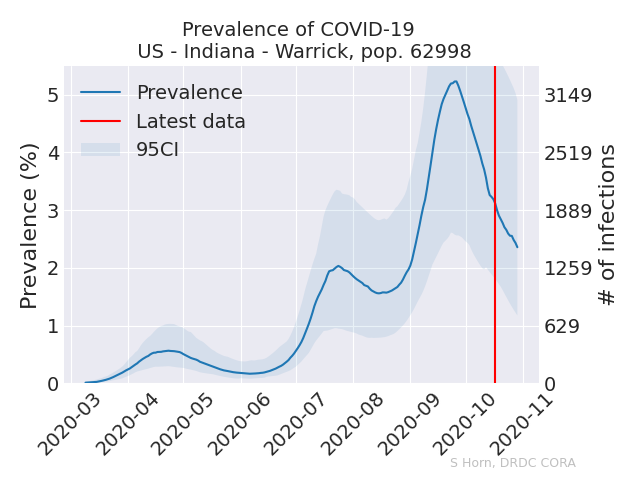 Prevalence of COVID-19
US - Indiana - Warrick, pop. 62998
Prevalence
Latest data
95CI
Prevalence (%)
5
4
3
2
1
0
3149
2519
1889
1259
629
0
# of infections
2020-03
2020-04
2020-05
2020-06
2020-07
2020-08
2020-09
2020-10
2020-11
S Horn, DRDC CORA